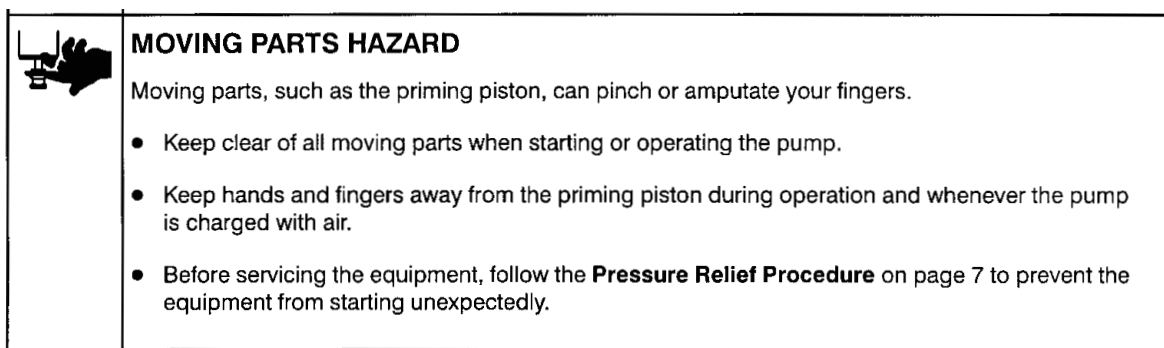 MOVING PARTS HAZARD
Moving parts, such as the priming piston, can pinch or amputate your fingers.
● Keep clear of all moving parts when starting or operating the pump.
● Keep hands and fingers away from the priming piston during operation and whenever the pump
is charged with air.
● Before servicing the equipment, follow the Pressure Relief Procedure on page 7 to prevent the
equipment from starting unexpectedly.